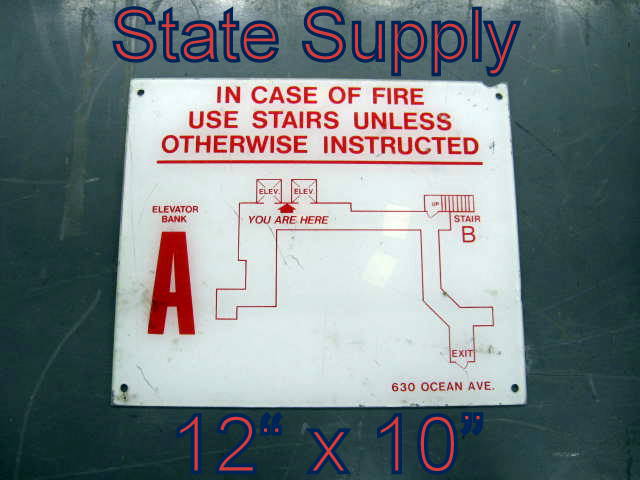 State Supply
IN CASE OF FIRE
USE STAIRS UNLESS
OTHERWISE INSTRUCTED
ELEVATOR
BANK
A
ELEV.
ELEV.
YOU ARE HERE
UP
STAIR
B
EXIT
630 OCEAN AVE.
12“ x 10”